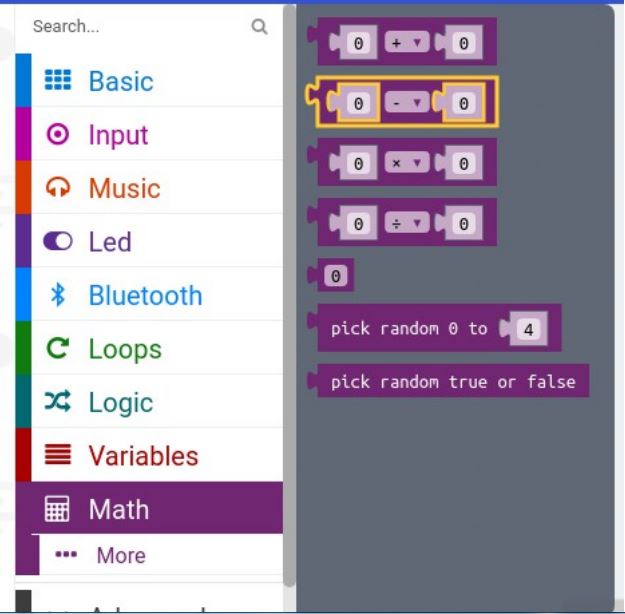 Search...
Basic
Input
Music
Led
Bluetooth
Loops
Logic
Variables
Math
More
0 + ▼ 0
0 - ▼ 0
0 × ▼ 0
0 ÷ ▼ 0
0
pick random 0 to 4
pick random true or false